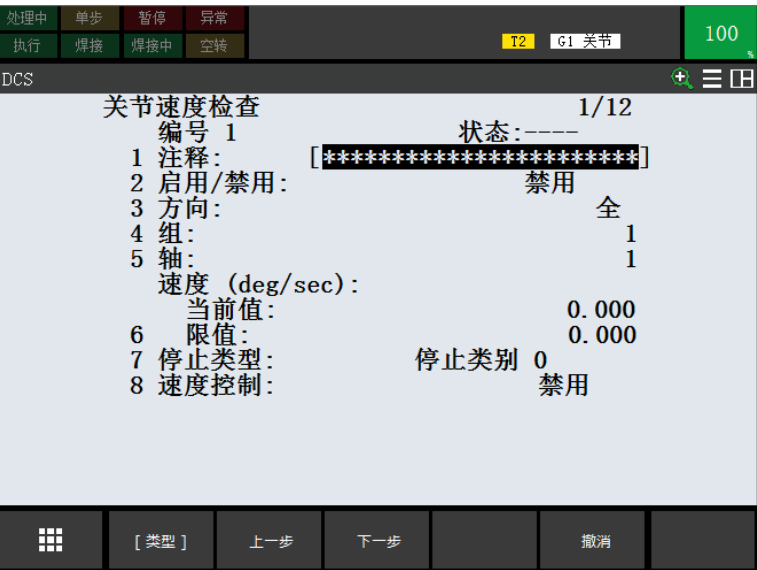 处理中 单步 暂停 异常
执行 焊接 焊接中 空转 T2 G1 关节 100 %
DCS
关节速度检查 1/12
编号 1 状态:----
1 注释: [***********************]
2 启用/禁用: 禁用
3 方向: 全
4 组: 1
5 轴: 1
速度 (deg/sec):
当前值: 0.000
6 限值: 0.000
7 停止类型: 停止类别 0
8 速度控制: 禁用
[ 类型 ] 上一步 下一步 撤消